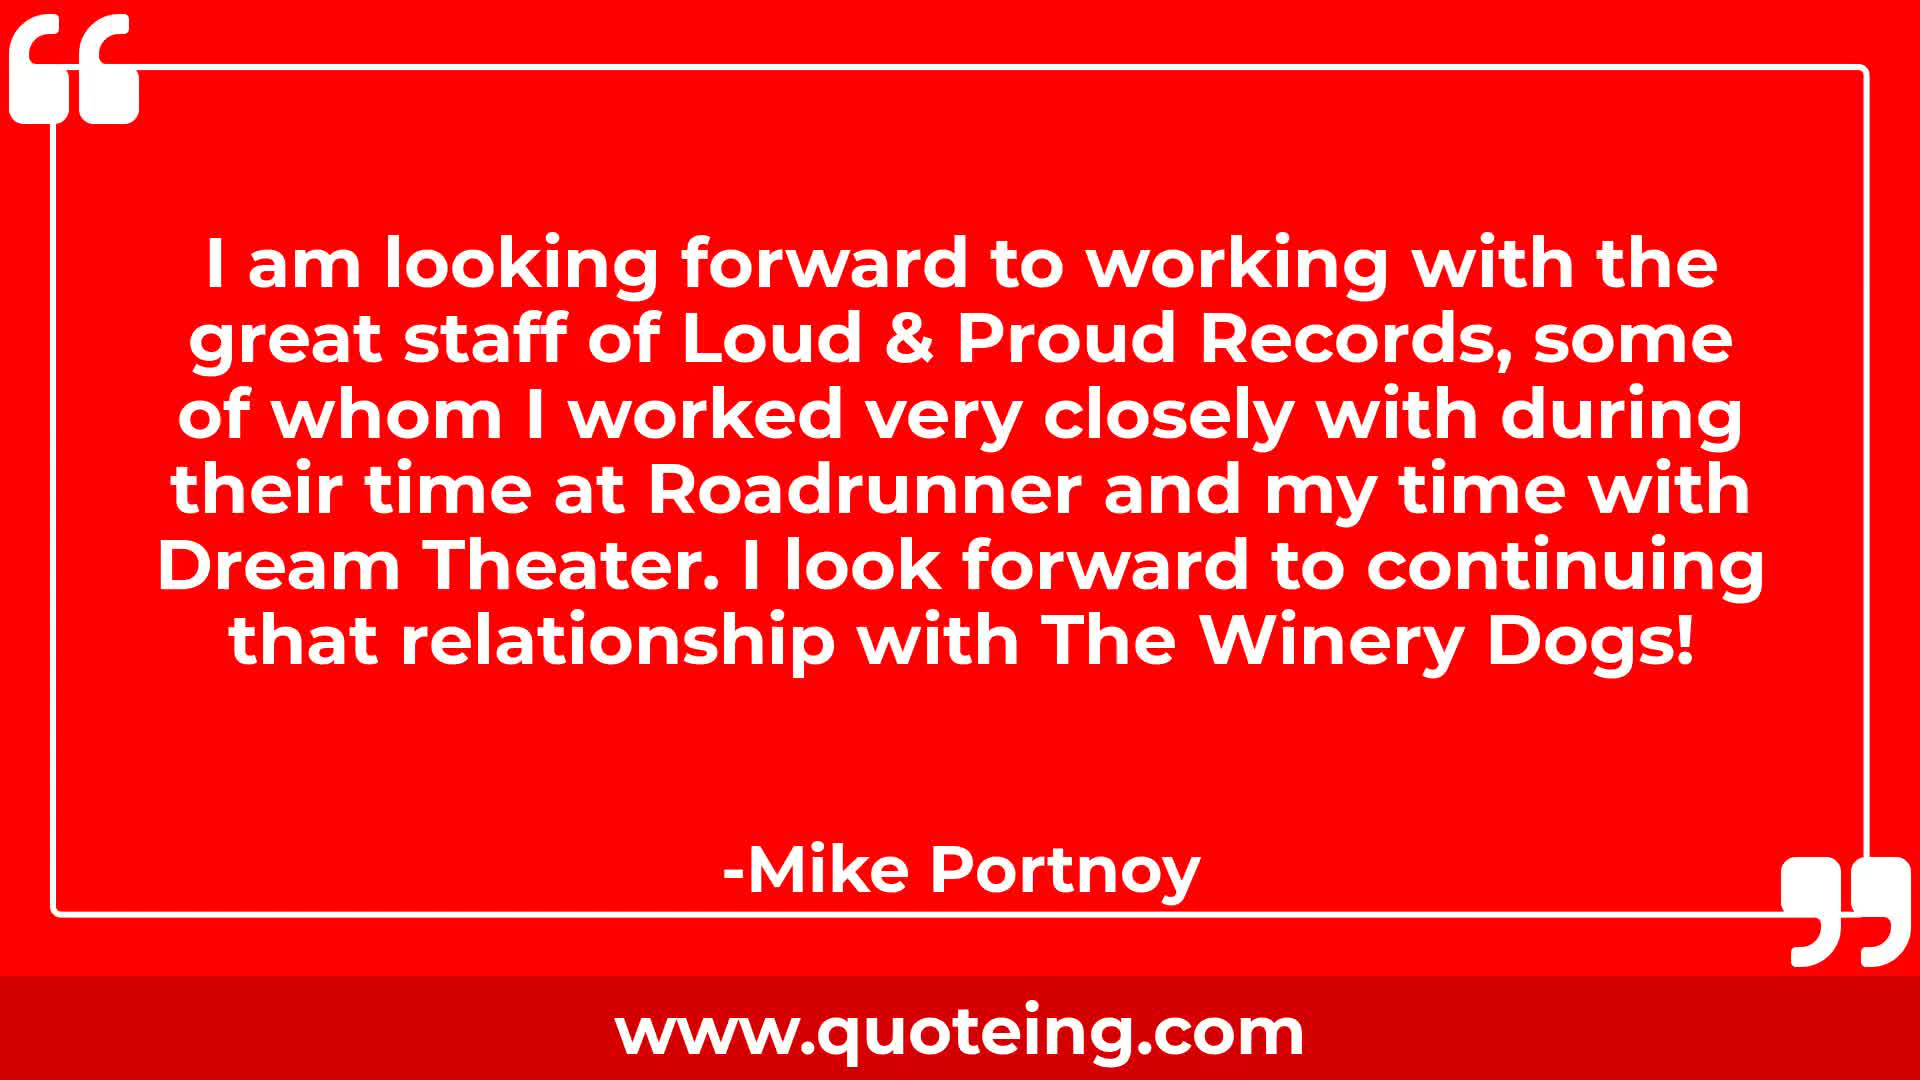 I am looking forward to working with the
great staff of Loud & Proud Records, some
of whom I worked very closely with during
their time at Roadrunner and my time with
Dream Theater. I look forward to continuing
that relationship with The Winery Dogs!
-Mike Portnoy
www.quoteing.com